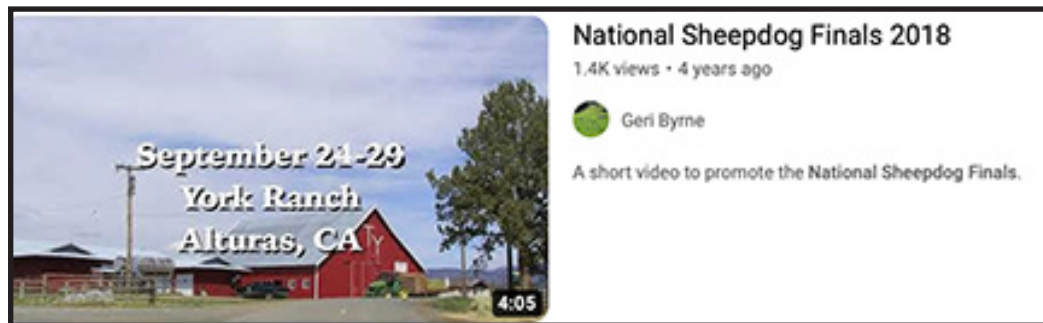 September 24-29
York Ranch
Alturas, CA
TY
4:05
National Sheepdog Finals 2018
1.4K views • 4 years ago
Geri Byrne
A short video to promote the National Sheepdog Finals.